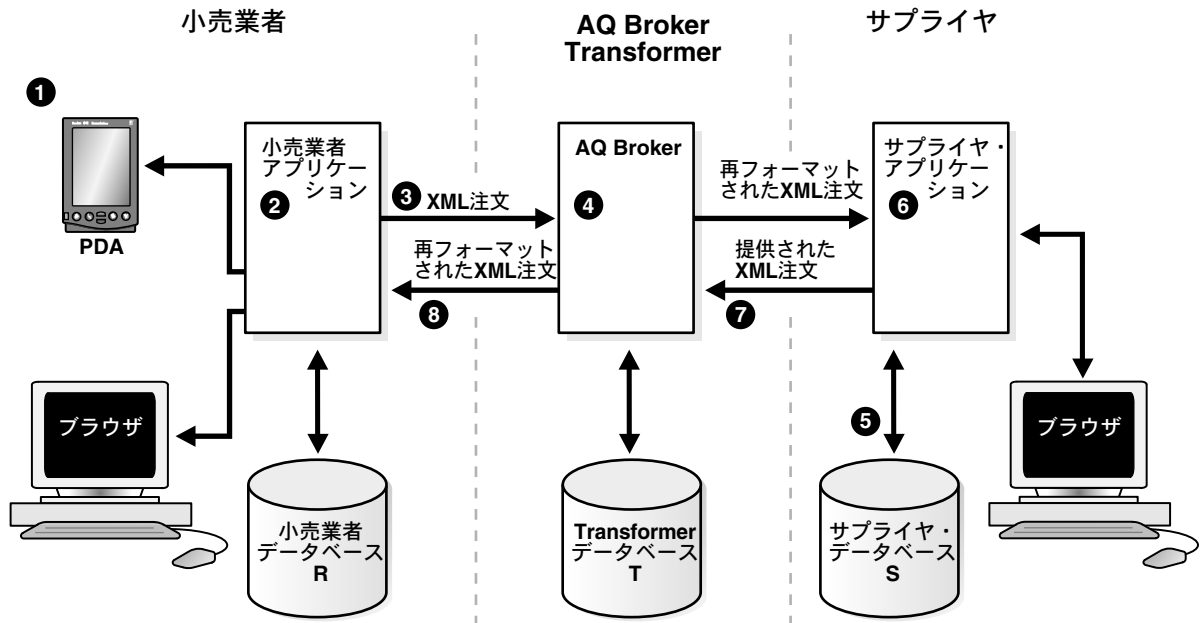 小売業者
AQ Broker
Transformer
サプライヤ
1
PDA
小売業者
アプリケー
ション
2
3 XML注文
再フォーマット
されたXML注文
8
AQ Broker
4
再フォーマット
されたXML注文
提供された
XML注文
7
サプライヤ・
アプリケー
ション
6
5
ブラウザ
小売業者
データベース
R
Transformer
データベース
T
サプライヤ・
データベース
S
ブラウザ